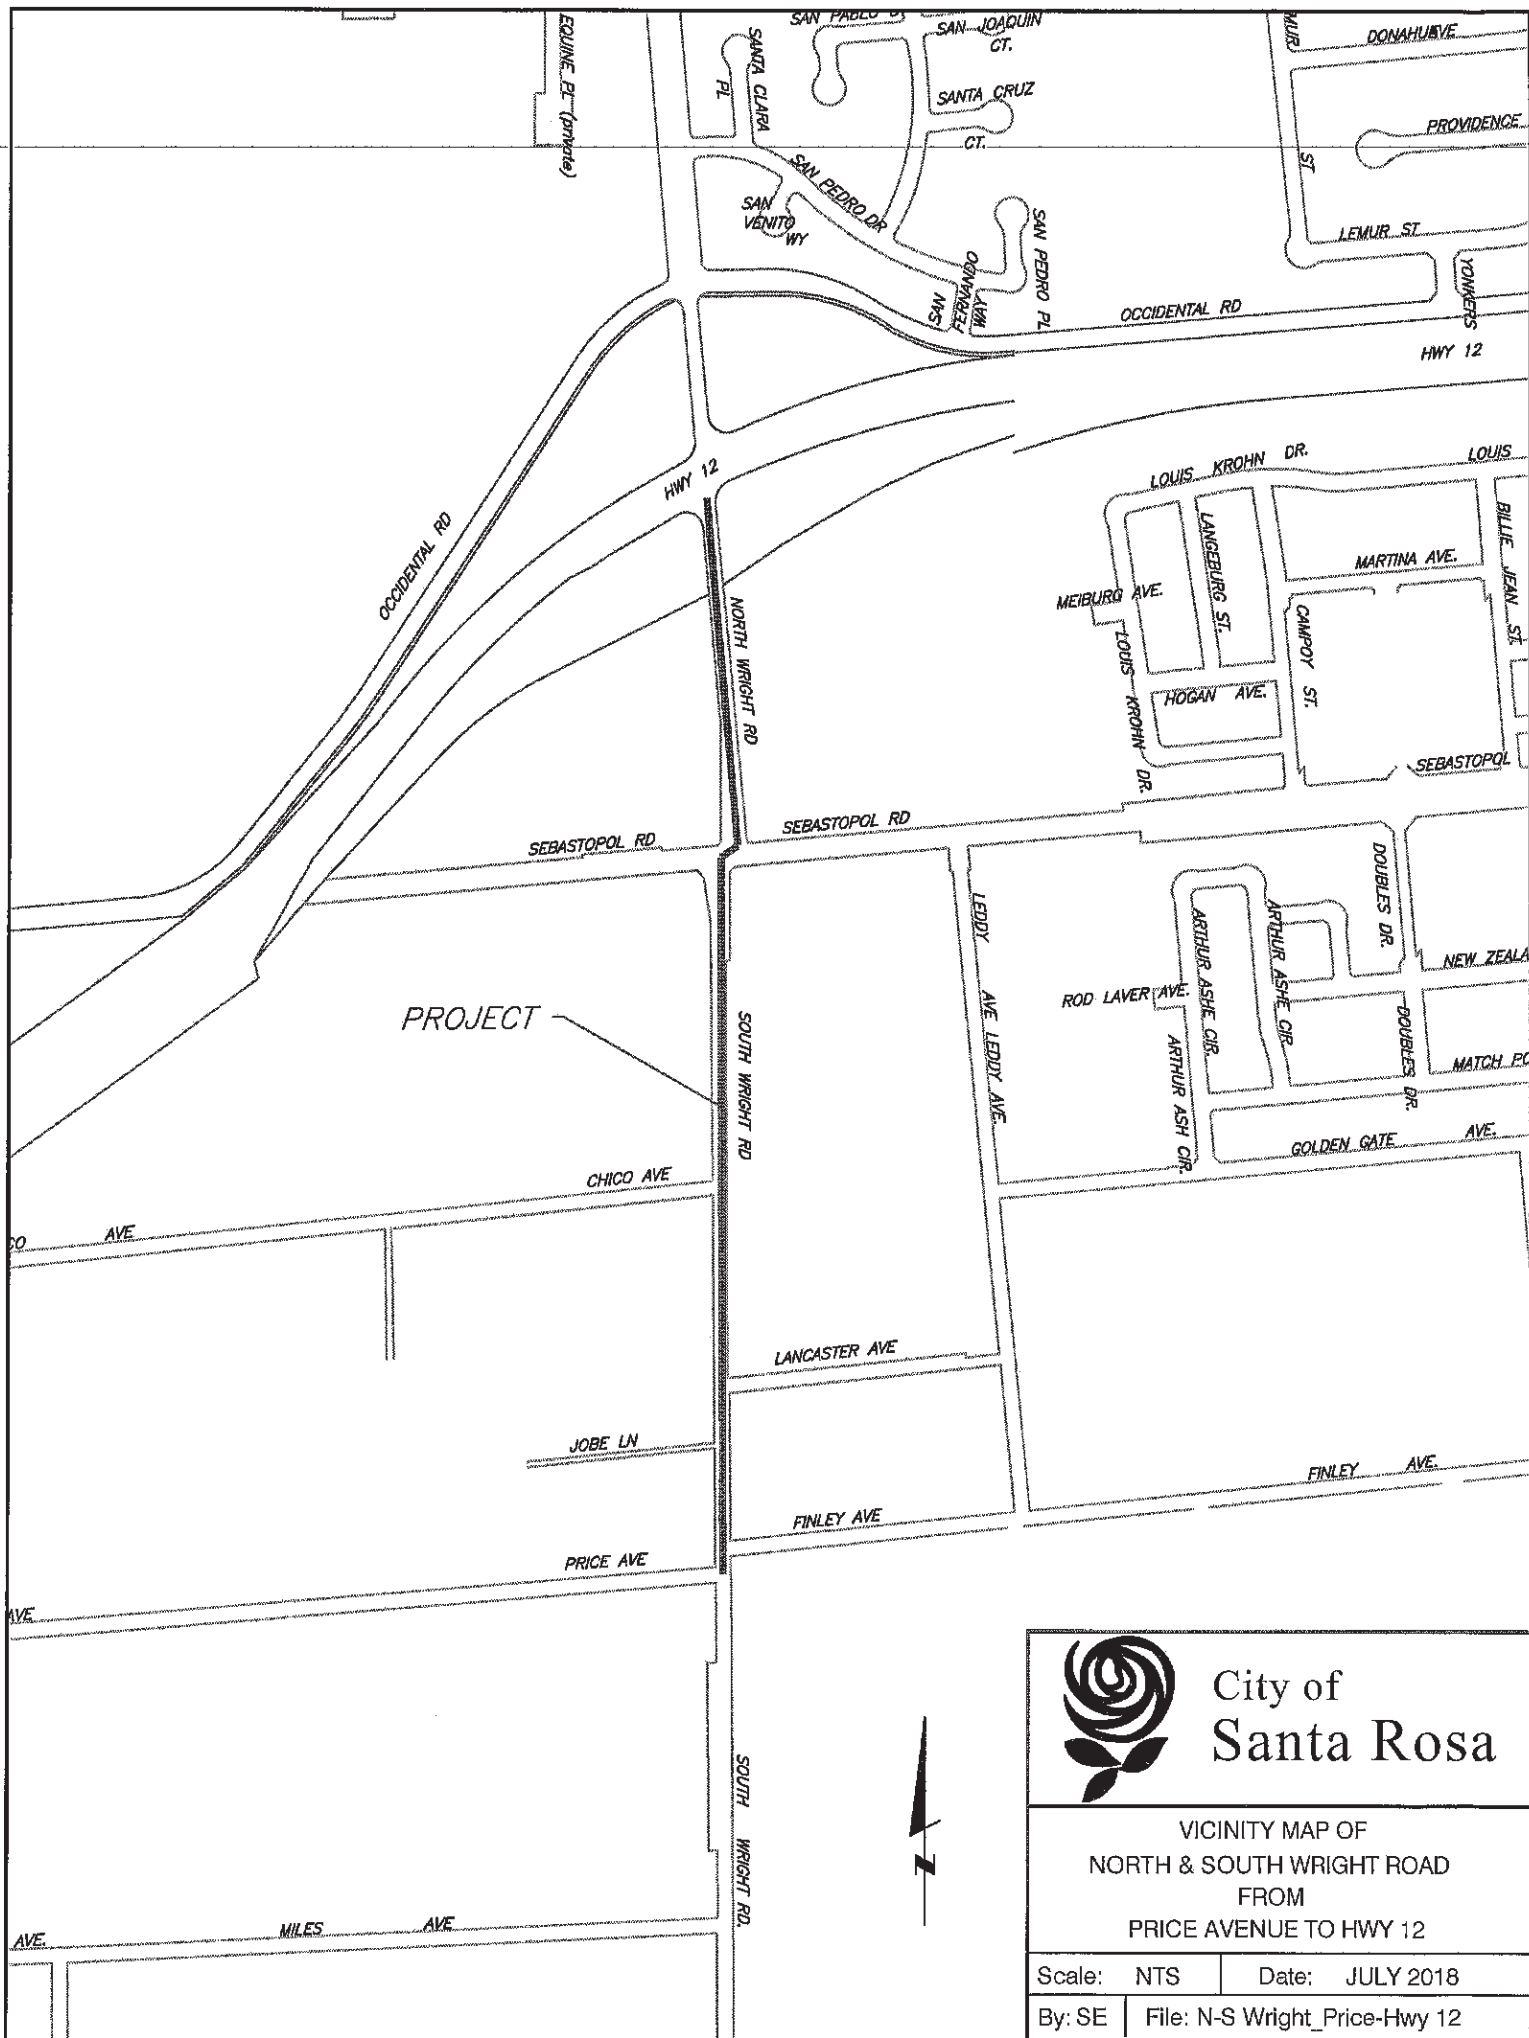 EQUINE PL (private)
SANTA CLARA
PL
SAN PABLO
SAN JOAQUIN
CT.
SANTA CRUZ
CT.
DONAHUE
PROVIDENCE
ST
SAN PEDRO DR
SAN
VENITO
WY
SAN PEDRO PL
SAN
FERNANDO
WAY
LEMUR ST
YONKERS
OCCIDENTAL RD
HWY 12
HWY 12
OCCIDENTAL RD
LOUIS KROHN DR.
LOUIS
LANGEBURG ST.
MARTINA AVE.
BILLIE JEAN ST.
MEIBURG AVE.
LOUIS KROHN DR.
CAMPOY ST.
HOGAN AVE.
NORTH WRIGHT RD
SEBASTOPOL
SEBASTOPOL RD
SEBASTOPOL RD
DOUBLES DR.
LEDDY AVE
LEDDY AVE.
ARTHUR ASHE CIR.
ARTHUR ASHE CIR.
NEW ZEALA
ROD LAVER AVE.
PROJECT
SOUTH WRIGHT RD
DOUBLES DR.
ARTHUR ASH CIR.
MATCH PO
GOLDEN GATE AVE.
CHICO AVE
CO AVE
LANCASTER AVE
JOBE LN
FINLEY AVE.
FINLEY AVE
PRICE AVE
AVE
SOUTH WRIGHT RD.
MILES AVE
AVE.
N
City of
Santa Rosa
VICINITY MAP OF
NORTH & SOUTH WRIGHT ROAD
FROM
PRICE AVENUE TO HWY 12
Scale: NTS Date: JULY 2018
By: SE File: N-S Wright_Price-Hwy 12